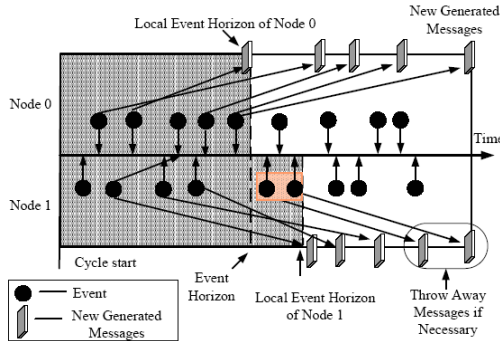 Local Event Horizon of Node 0
New Generated
Messages
Node 0
Time
Node 1
Cycle start
Event
Horizon
Local Event Horizon
of Node 1
Throw Away
Messages if
Necessary
Event
New Generated
Messages